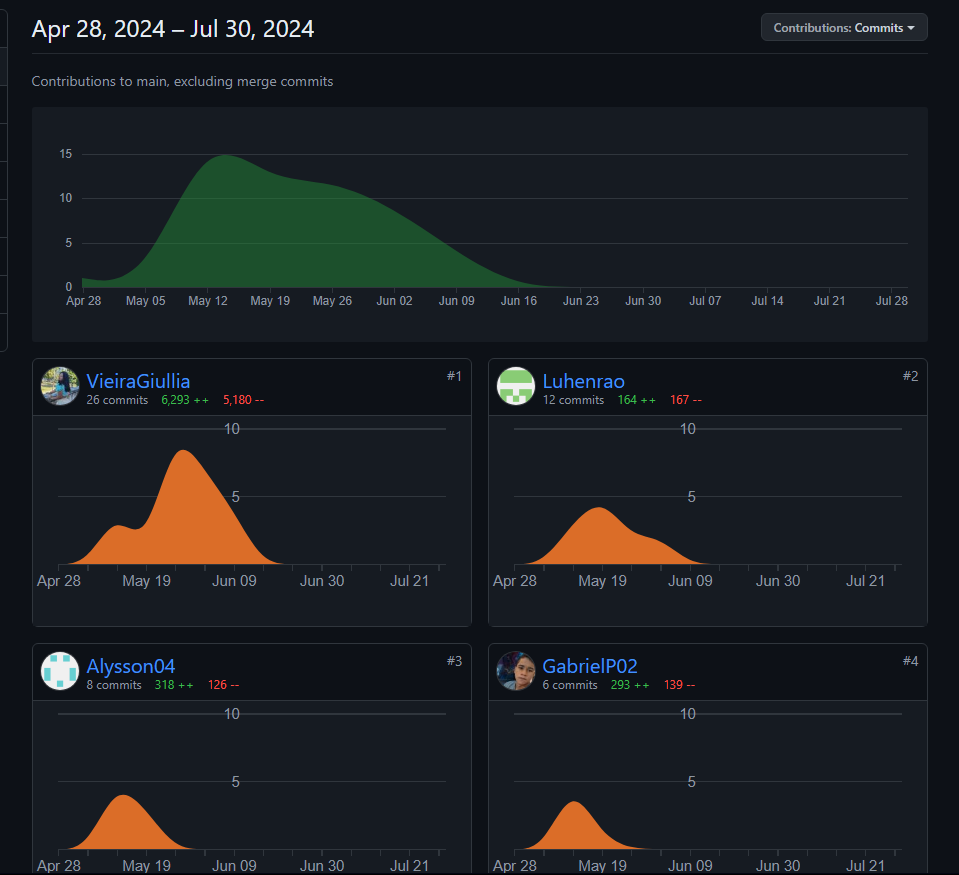 Apr 28, 2024 – Jul 30, 2024
Contributions: Commits
Contributions to main, excluding merge commits
15
10
5
0
Apr 28 May 05 May 12 May 19 May 26 Jun 02 Jun 09 Jun 16 Jun 23 Jun 30 Jul 07 Jul 14 Jul 21 Jul 28
VieiraGiullia #1
26 commits 6,293 ++ 5,180 --
10
5
Apr 28 May 19 Jun 09 Jun 30 Jul 21
Luhenrao #2
12 commits 164 ++ 167 --
10
5
Apr 28 May 19 Jun 09 Jun 30 Jul 21
Alysson04 #3
8 commits 318 ++ 126 --
10
5
Apr 28 May 19 Jun 09 Jun 30 Jul 21
GabrielP02 #4
6 commits 293 ++ 139 --
10
5
Apr 28 May 19 Jun 09 Jun 30 Jul 21